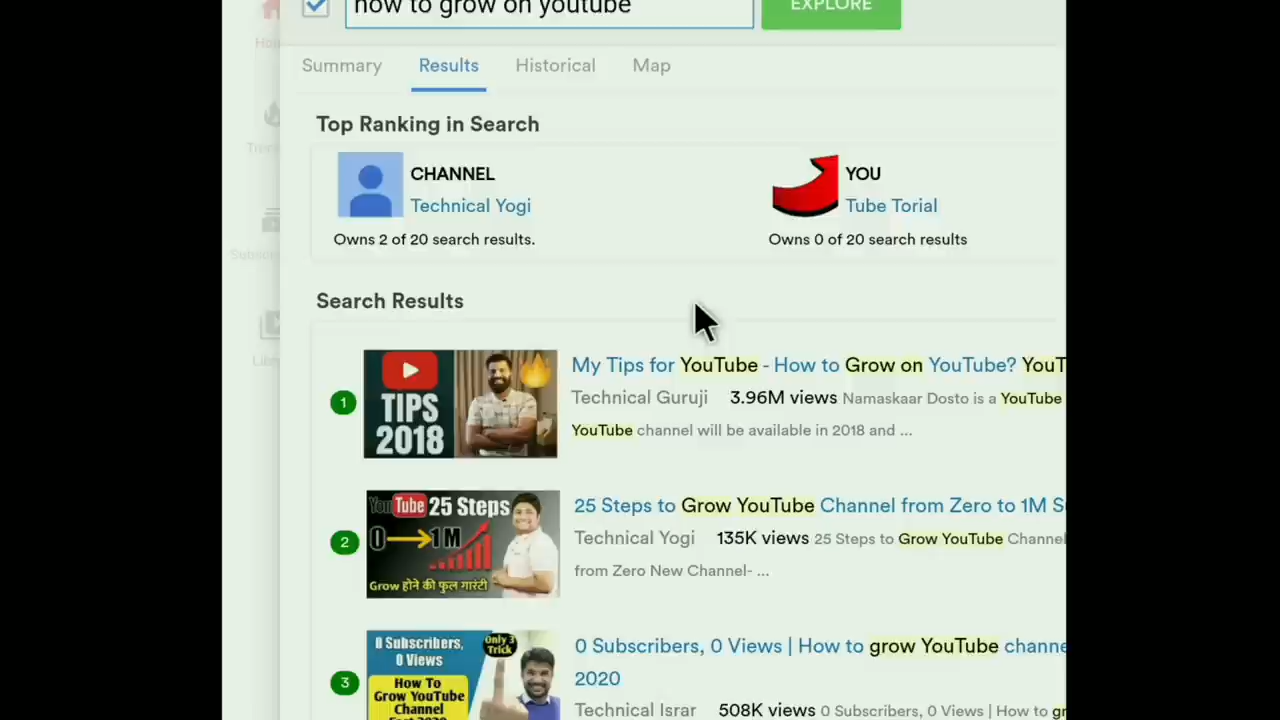 how to grow on youtube
EXPLORE
Summary Results Historical Map
Top Ranking in Search
CHANNEL
Technical Yogi
Owns 2 of 20 search results.
YOU
Tube Torial
Owns 0 of 20 search results
Search Results
1
TIPS
2018
My Tips for YouTube - How to Grow on YouTube? YouT
Technical Guruji 3.96M views Namaskaar Dosto is a YouTube
YouTube channel will be available in 2018 and ...
2
YouTube 25 Steps
0 1M
Grow होने की फुल गारंटी
25 Steps to Grow YouTube Channel from Zero to 1M S
Technical Yogi 135K views 25 Steps to Grow YouTube Channel
from Zero New Channel- ...
3
0 Subscribers,
0 Views
Only 3
Trick
How To
Grow YouTube
Channel
0 Subscribers, 0 Views | How to grow YouTube channe
2020
Technical Israr 508K views 0 Subscribers, 0 Views | How to gr